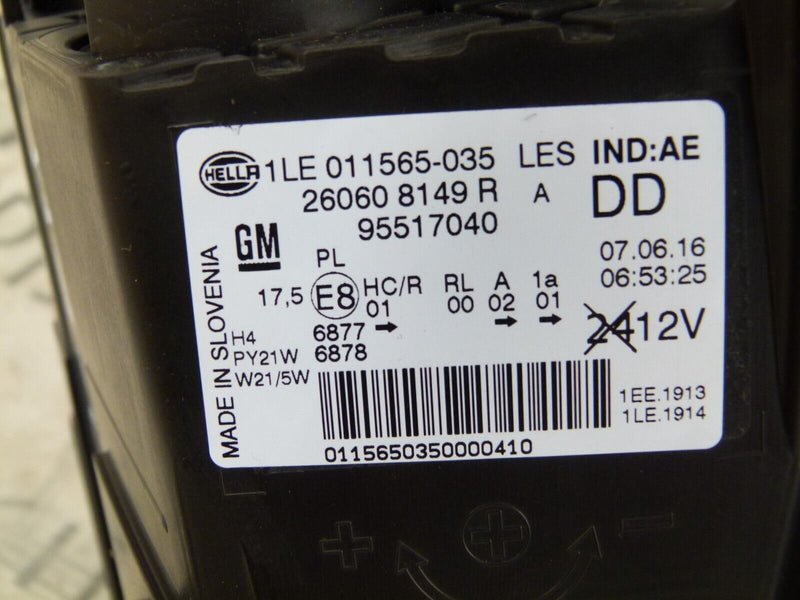 HELLA 1LE 011565-035 LES IND:AE
26060 8149 R A DD
95517040
GM
MADE IN SLOVENIA
PL
07.06.16
06:53:25
17,5 E8 HC/R RL A 1a
01 00 02 01
2412V
H4 6877
PY21W 6878
W21/5W
1EE.1913
1LE.1914
0115650350000410